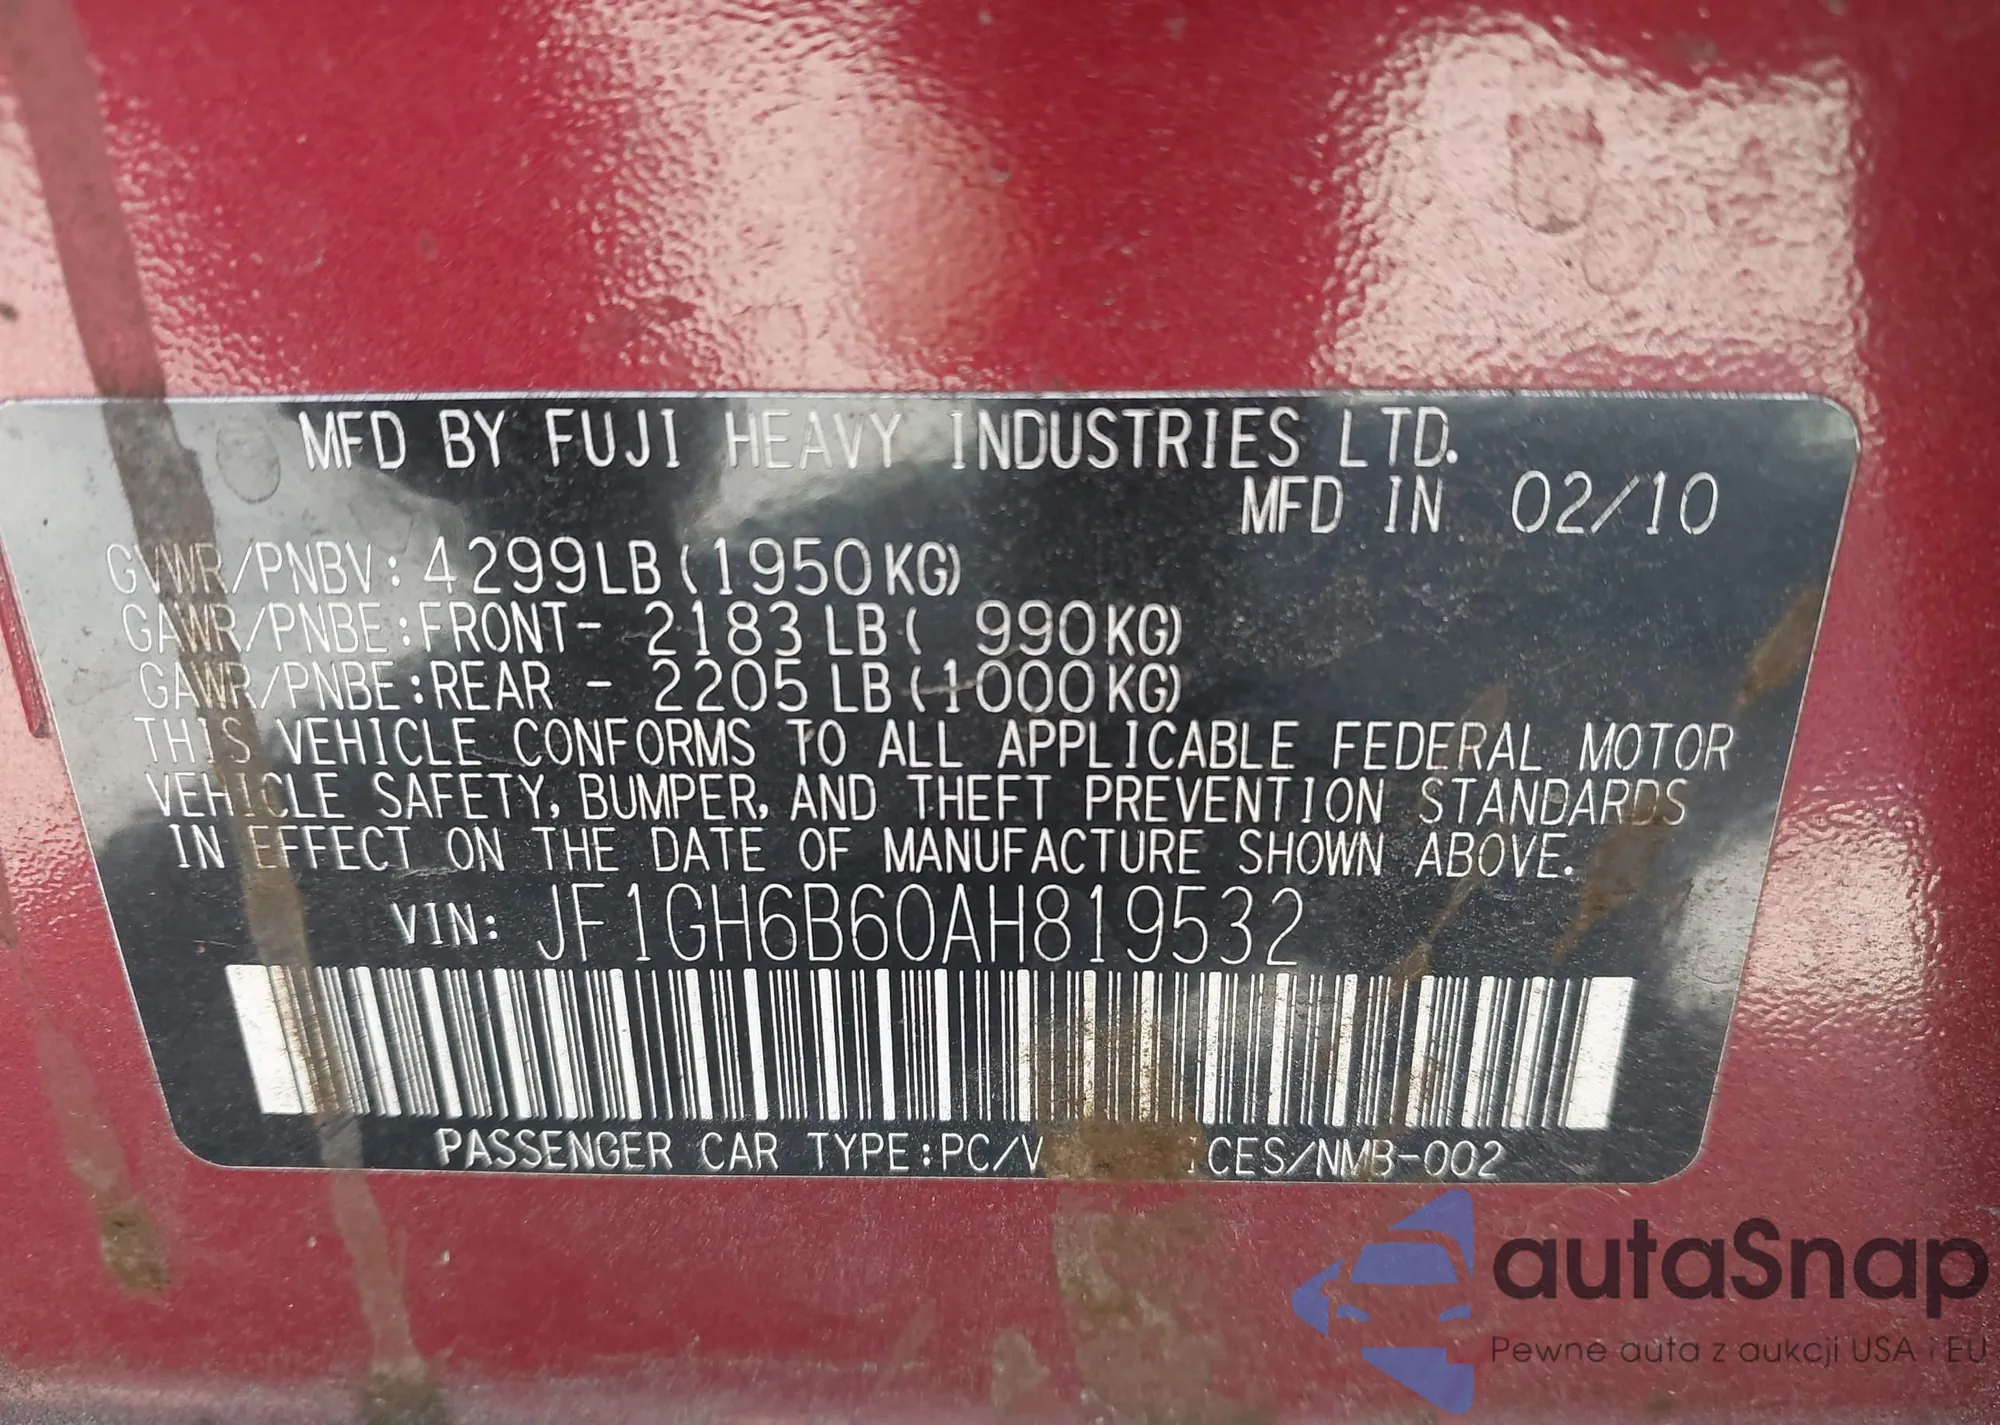 MFD BY FUJI HEAVY INDUSTRIES LTD.
MFD IN 02/10
GVWR/PNBV: 4299LB(1950KG)
GAWR/PNBE:FRONT- 2183LB( 990KG)
GAWR/PNBE:REAR - 2205LB(1000KG)
THIS VEHICLE CONFORMS TO ALL APPLICABLE FEDERAL MOTOR
VEHICLE SAFETY, BUMPER, AND THEFT PREVENTION STANDARDS
IN EFFECT ON THE DATE OF MANUFACTURE SHOWN ABOVE.
VIN: JF1GH6B60AH819532
PASSENGER CAR TYPE:PC/V ICES/NMB-002
autaSnap
Pewne auta z aukcji USA i EU